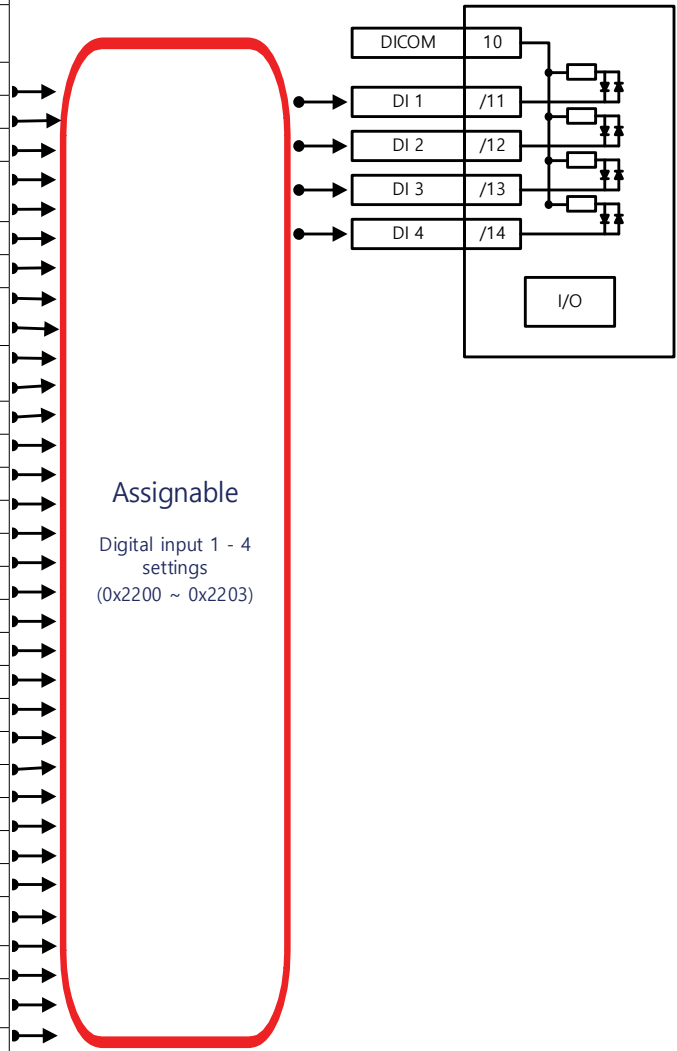 DICOM 10
DI 1 /11
DI 2 /12
DI 3 /13
DI 4 /14
I/O
Assignable
Digital input 1 - 4
settings
(0x2200 ~ 0x2203)